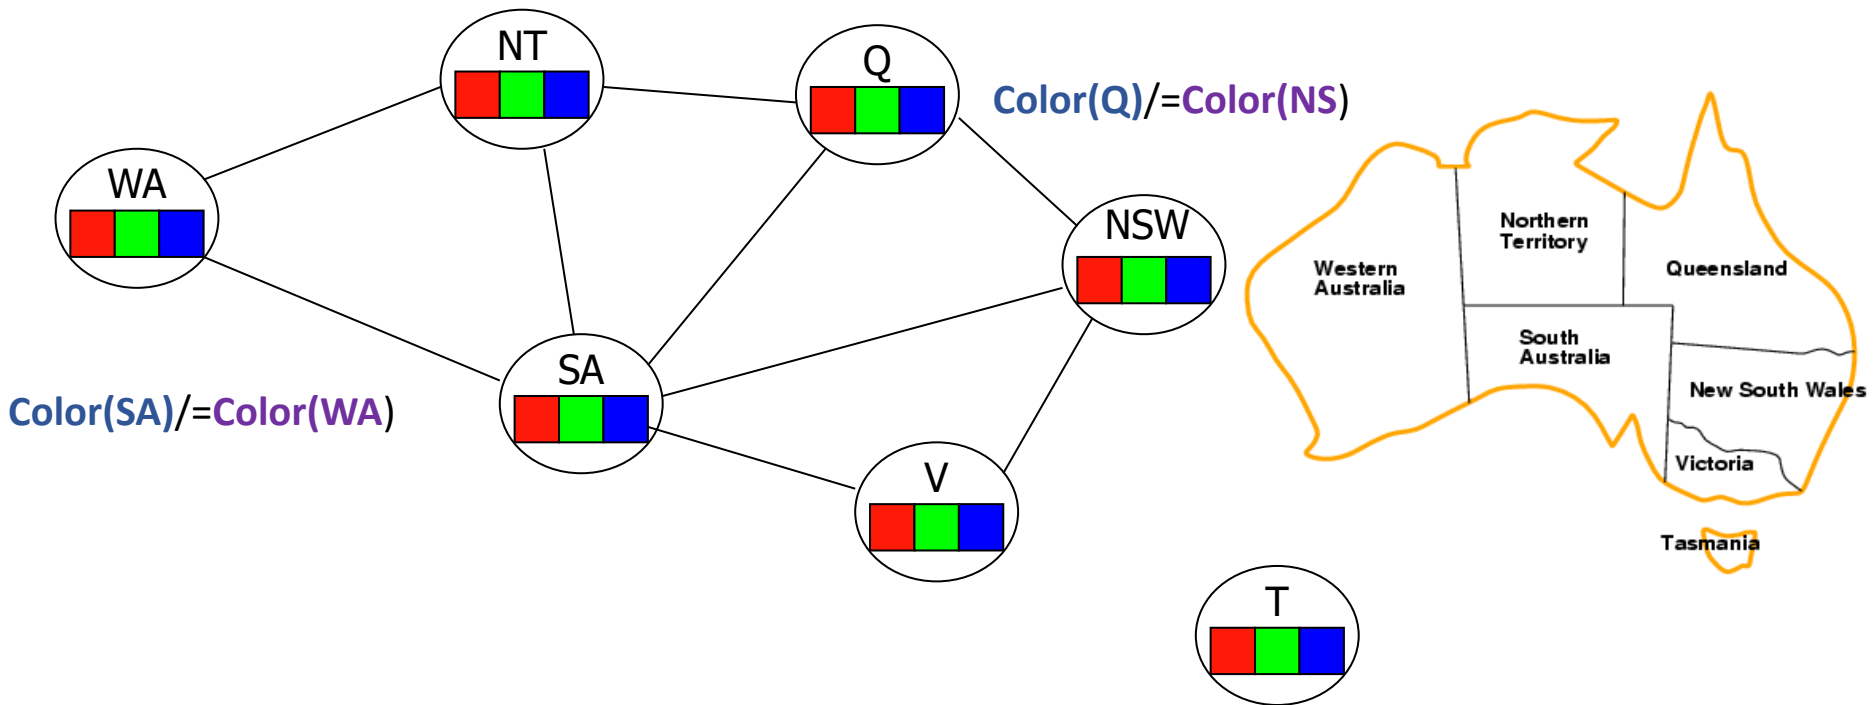 NT
Q
Color(Q)/=Color(NS)
WA
NSW
SA
Color(SA)/=Color(WA)
V
T
Northern
Territory
Western
Australia
Queensland
South
Australia
New South Wales
Victoria
Tasmania